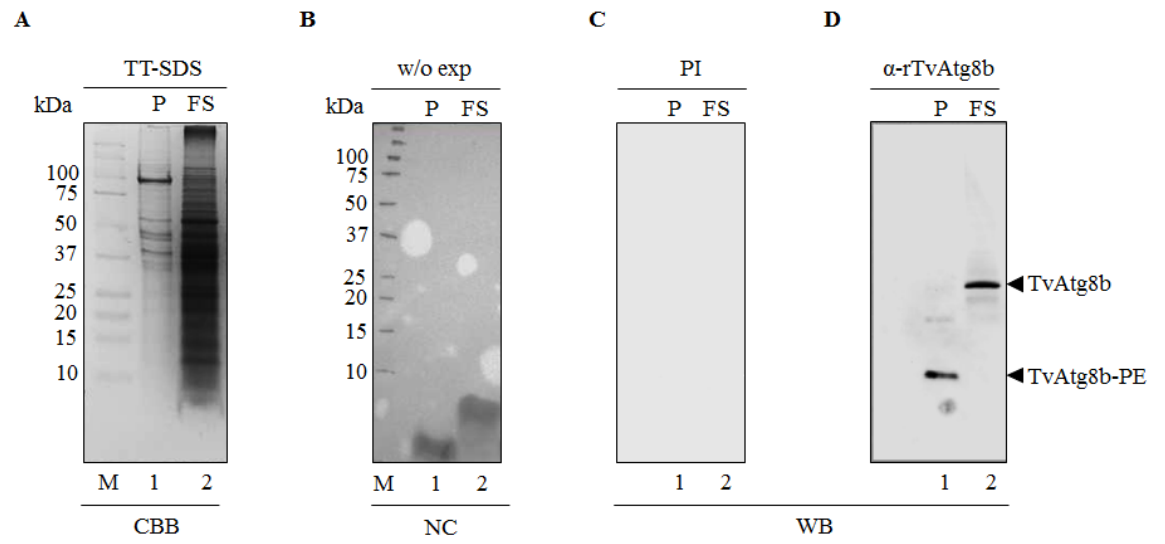 A B C D
TT-SDS w/o exp PI α-rTvAtg8b
kDa P FS P FS P FS P FS
100
75
50
37
25
20
15
10
100
75
50
37
25
20
15
10
TvAtg8b
TvAtg8b-PE
M 1 2 M 1 2 1 2 1 2
CBB NC WB